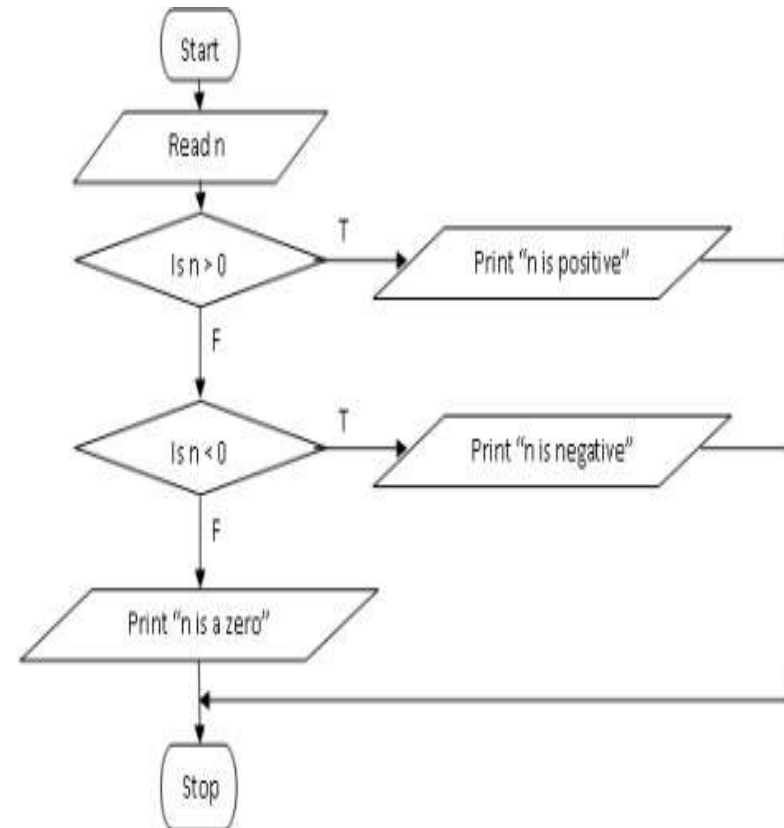 Start
Read n
Is n > 0
T
Print “n is positive”
F
Is n < 0
T
Print “n is negative”
F
Print “n is a zero”
Stop